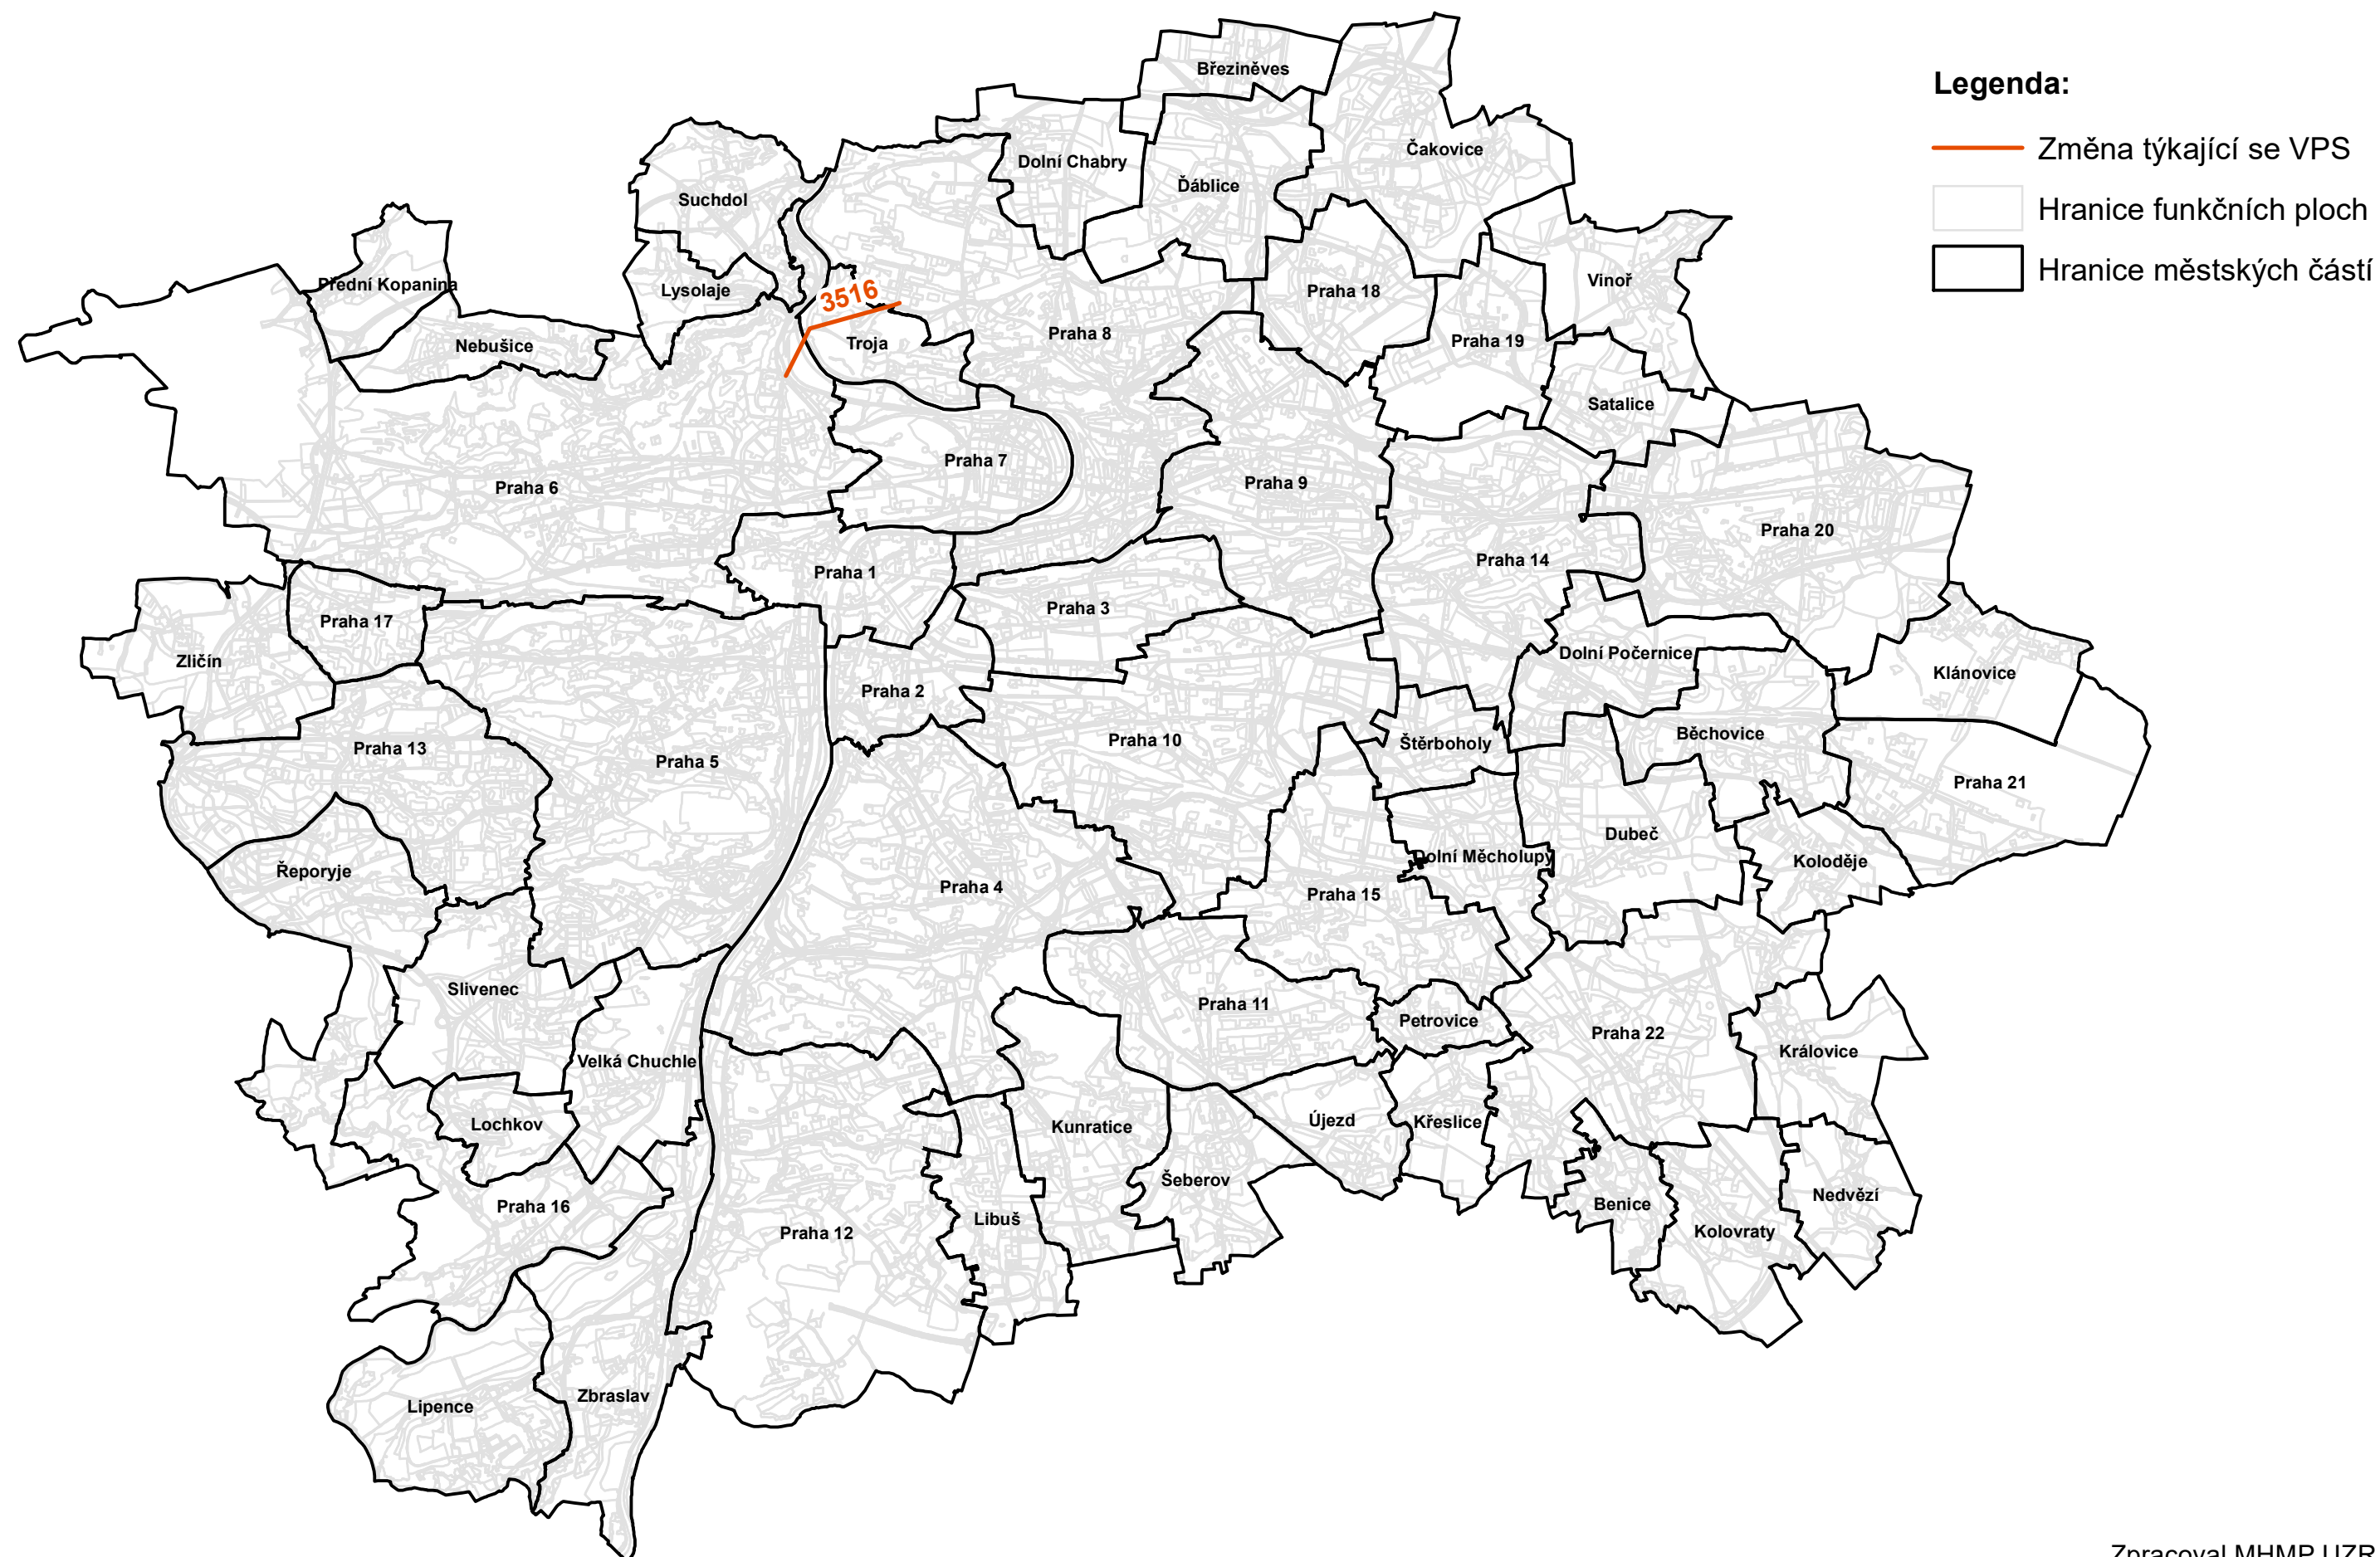 Legenda:
Změna týkající se VPS
Hranice funkčních ploch
Hranice městských částí
Březiněves
Čakovice
Dolní Chabry
Ďáblice
Suchdol
Přední Kopanina
Lysolaje
3516
Praha 18
Vinoř
Nebušice
Troja
Praha 8
Praha 19
Satalice
Praha 7
Praha 6
Praha 9
Praha 20
Praha 14
Praha 1
Praha 3
Praha 17
Zličín
Dolní Počernice
Klánovice
Praha 2
Běchovice
Praha 10
Štěrboholy
Praha 13
Praha 5
Praha 21
Dubeč
Dolní Měcholupy
Koloděje
Řeporyje
Praha 4
Praha 15
Slivenec
Praha 11
Petrovice
Praha 22
Královice
Velká Chuchle
Lochkov
Kunratice
Újezd
Křeslice
Šeberov
Nedvězí
Praha 16
Benice
Libuš
Praha 12
Kolovraty
Zbraslav
Lipence
Zpracoval MHMP UZR